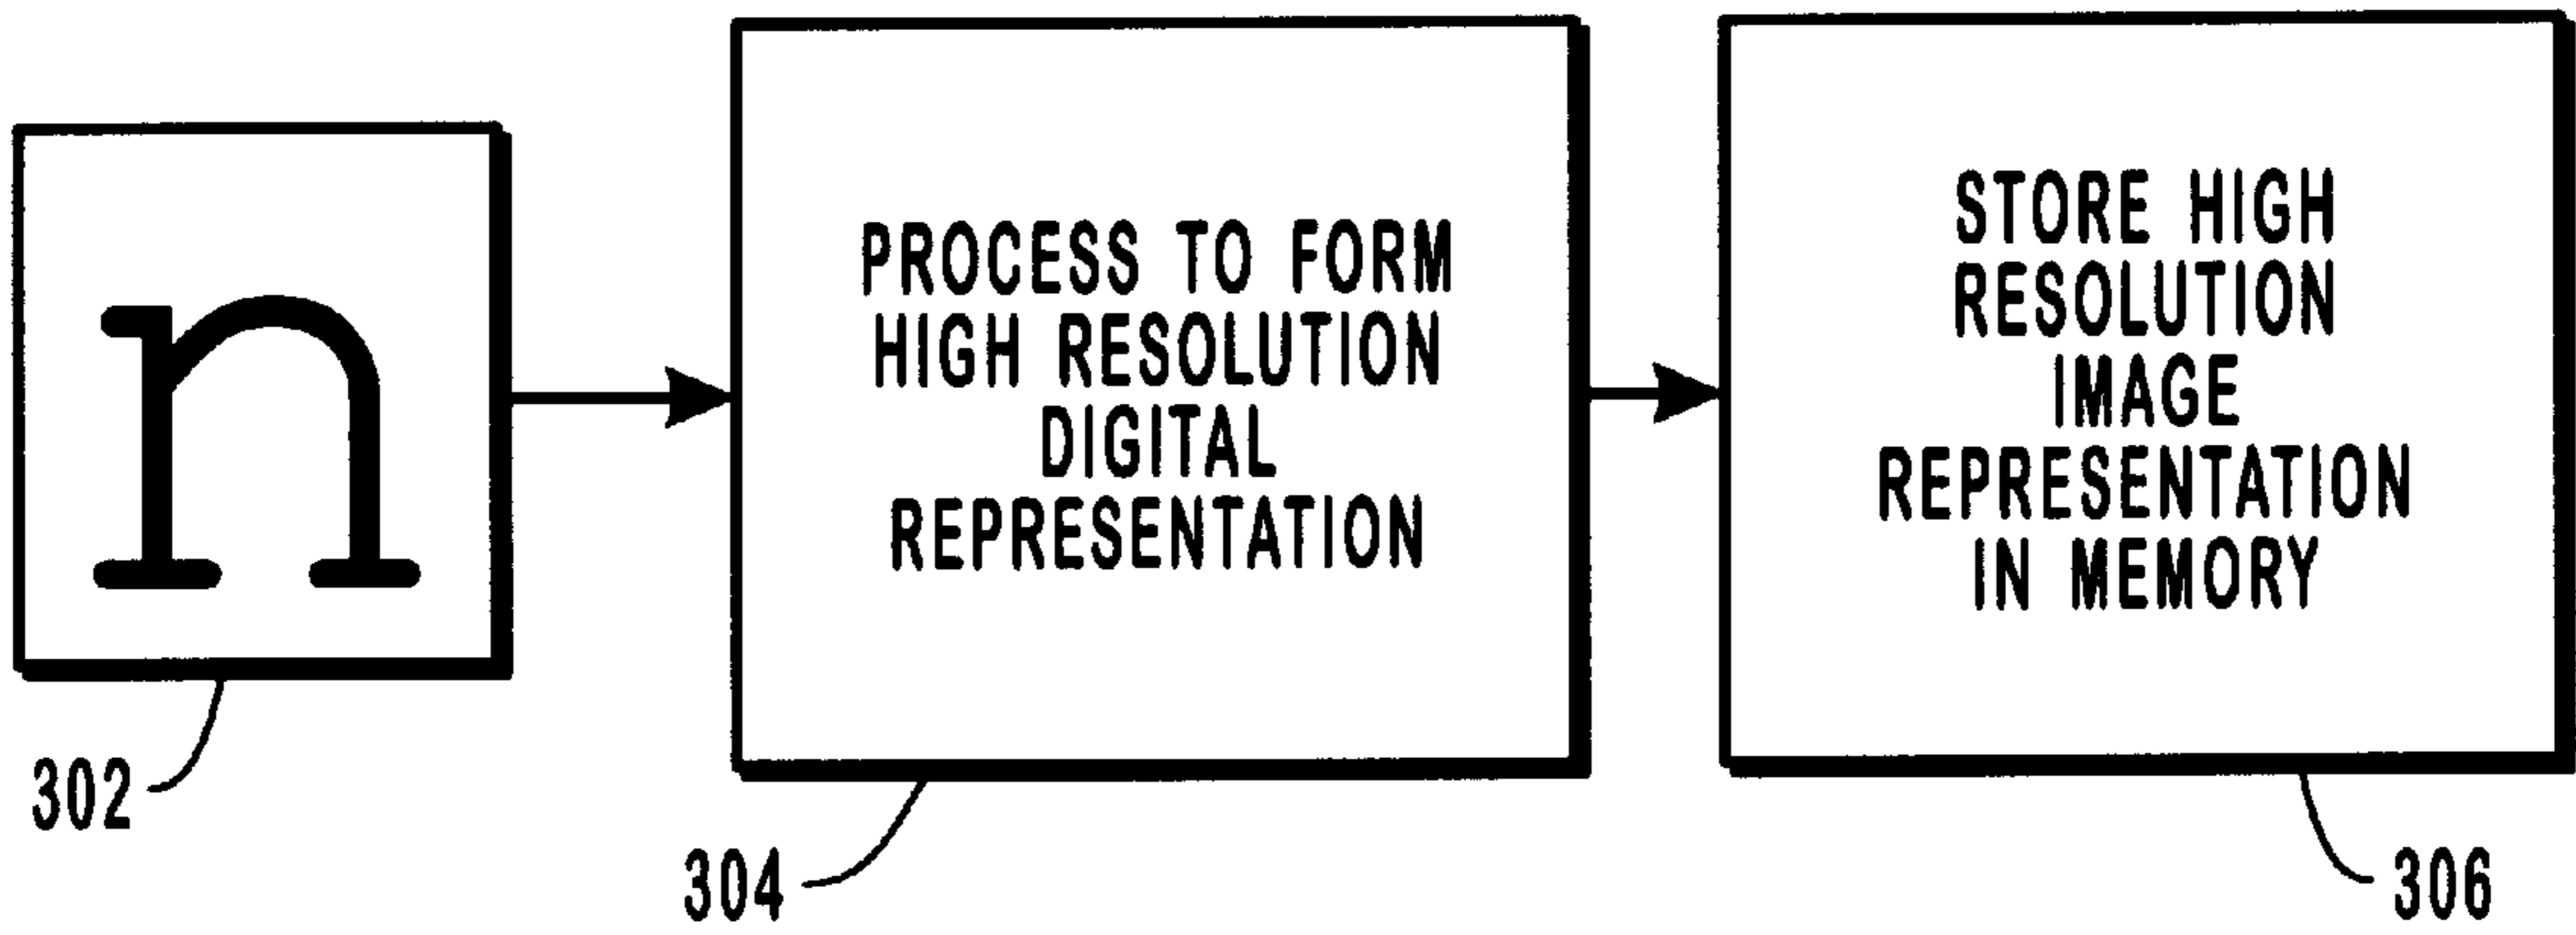 n
PROCESS TO FORM
HIGH RESOLUTION
DIGITAL
REPRESENTATION
STORE HIGH
RESOLUTION
IMAGE
REPRESENTATION
IN MEMORY
302
304
306